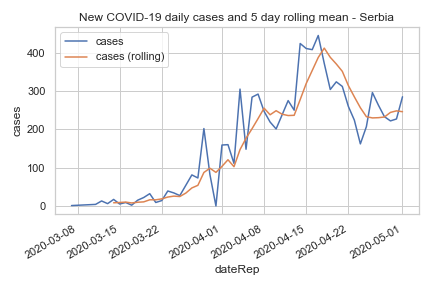 New COVID-19 daily cases and 5 day rolling mean - Serbia
cases
cases (rolling)
400
300
200
100
0
cases
2020-03-08
2020-03-15
2020-03-22
2020-04-01
2020-04-08
2020-04-15
2020-04-22
2020-05-01
dateRep